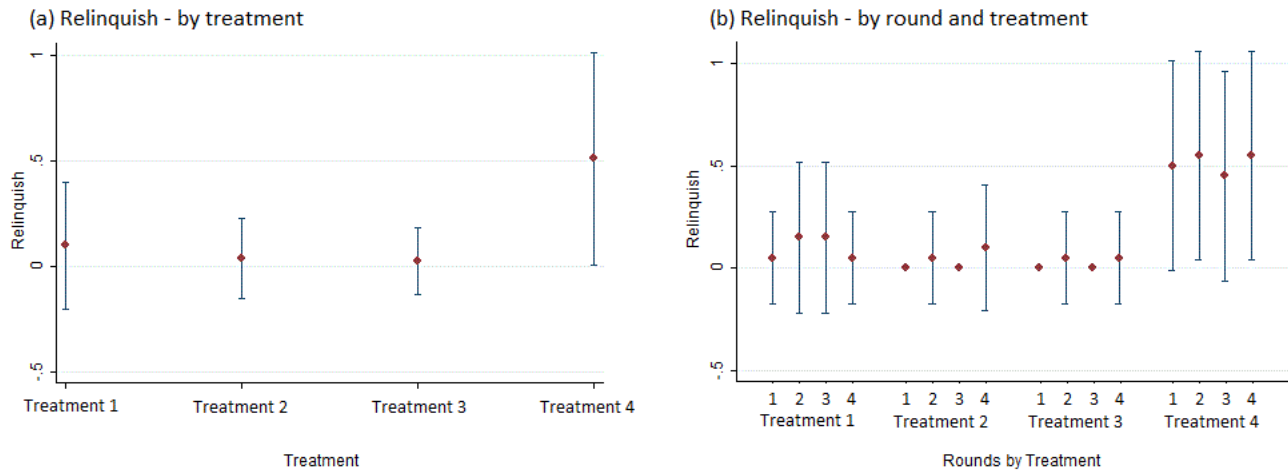 (a) Relinquish - by treatment
Relinquish
1
.5
0
-.5
Treatment 1 Treatment 2 Treatment 3 Treatment 4
Treatment
(b) Relinquish - by round and treatment
Relinquish
1
.5
0
-.5
1 2 3 4 1 2 3 4 1 2 3 4 1 2 3 4
Treatment 1 Treatment 2 Treatment 3 Treatment 4
Rounds by Treatment